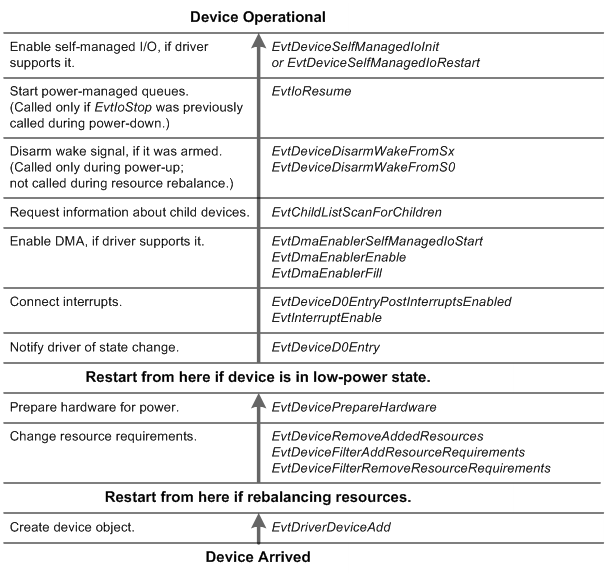 Device Operational
Enable self-managed I/O, if driver
supports it.
EvtDeviceSelfManagedIoInit
or EvtDeviceSelfManagedIoRestart
Start power-managed queues.
(Called only if EvtIoStop was previously
called during power-down.)
EvtIoResume
Disarm wake signal, if it was armed.
(Called only during power-up;
not called during resource rebalance.)
EvtDeviceDisarmWakeFromSx
EvtDeviceDisarmWakeFromS0
Request information about child devices.
EvtChildListScanForChildren
Enable DMA, if driver supports it.
EvtDmaEnablerSelfManagedIoStart
EvtDmaEnablerEnable
EvtDmaEnablerFill
Connect interrupts.
EvtDeviceD0EntryPostInterruptsEnabled
EvtInterruptEnable
Notify driver of state change.
EvtDeviceD0Entry
Restart from here if device is in low-power state.
Prepare hardware for power.
EvtDevicePrepareHardware
Change resource requirements.
EvtDeviceRemoveAddedResources
EvtDeviceFilterAddResourceRequirements
EvtDeviceFilterRemoveResourceRequirements
Restart from here if rebalancing resources.
Create device object.
EvtDriverDeviceAdd
Device Arrived